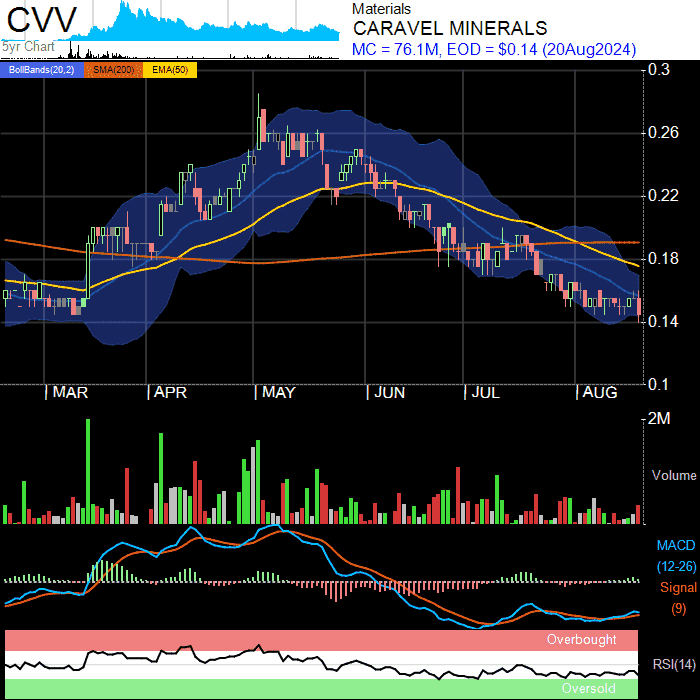 CVV
5yr Chart
Materials
CARAVEL MINERALS
MC = 76.1M, EOD = $0.14 (20Aug2024)
BollBands(20,2) SMA(200) EMA(50)
0.3
0.26
0.22
0.18
0.14
0.1
MAR APR MAY JUN JUL AUG
2M
Volume
MACD
(12-26)
Signal
(9)
Overbought
RSI(14)
Oversold